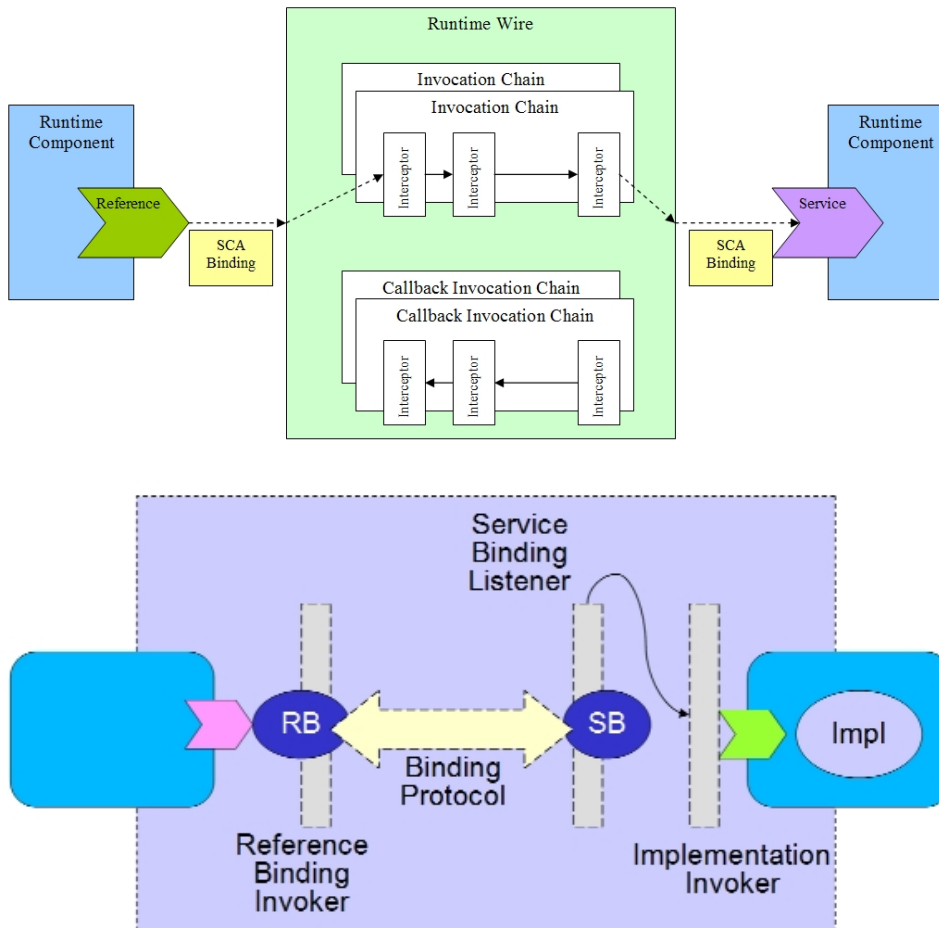 Runtime Wire
Invocation Chain
Invocation Chain
Interceptor
Interceptor
Interceptor
Runtime
Component
Reference
SCA
Binding
Runtime
Component
Service
SCA
Binding
Callback Invocation Chain
Callback Invocation Chain
Interceptor
Interceptor
Interceptor
Service
Binding
Listener
RB
SB
Impl
Binding
Protocol
Reference
Binding
Invoker
Implementation
Invoker